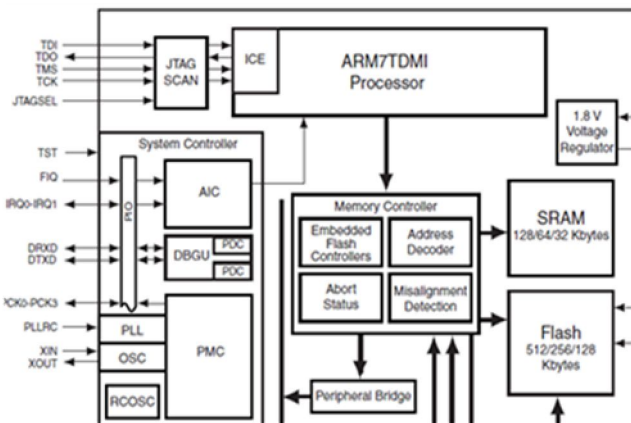 TDI
TDO
TMS
TCK
JTAGSEL
JTAG
SCAN
ICE
ARM7TDMI
Processor
1.8 V
Voltage
Regulator
System Controller
TST
FIQ
IRQ0-IRQ1
PIO
AIC
DRXD
DTXD
DBGU
PDC
PDC
PCK0-PCK3
PLLRC
PLL
XIN
XOUT
OSC
PMC
RCOSC
Memory Controller
Embedded
Flash
Controllers
Address
Decoder
Abort
Status
Misalignment
Detection
Peripheral Bridge
SRAM
128/64/32 Kbytes
Flash
512/256/128
Kbytes